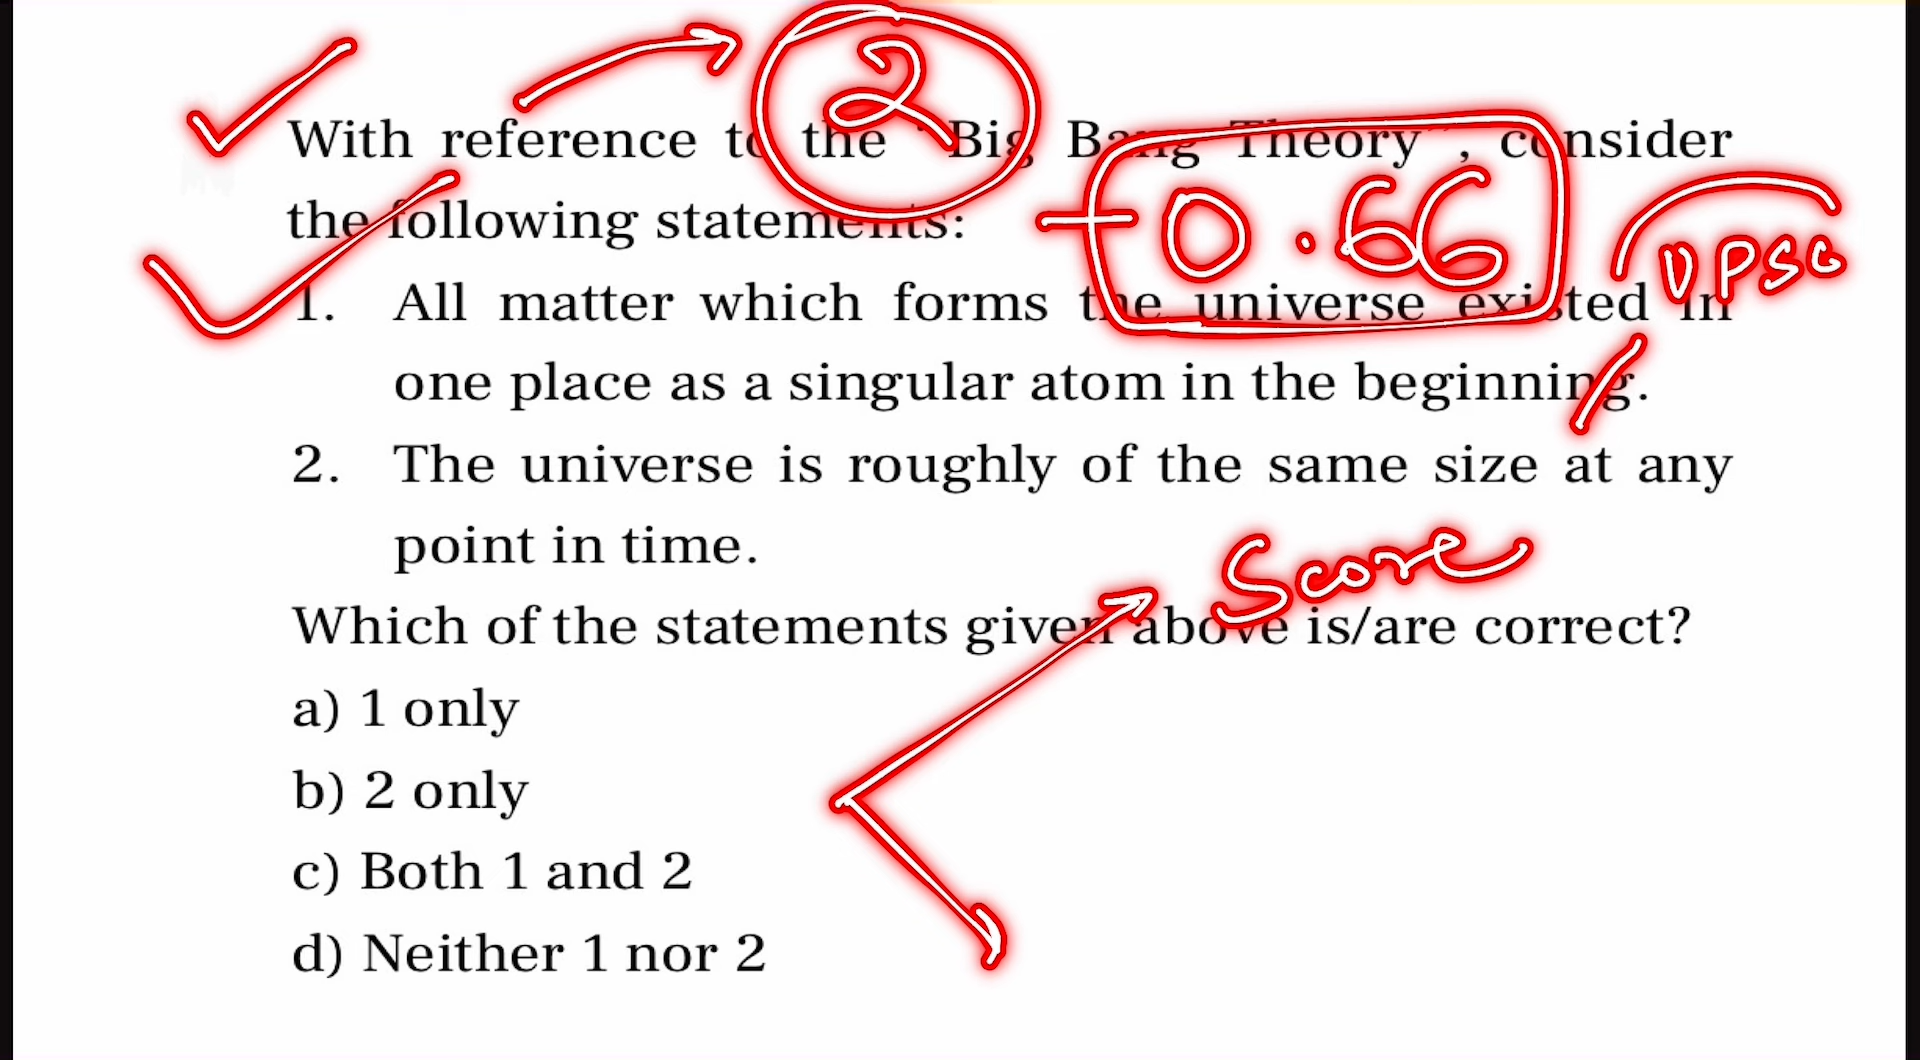 2
With reference to the "Big Bang Theory", consider
- 0.66
the following statements:
UPSC
1. All matter which forms the universe existed in
one place as a singular atom in the beginning.
2. The universe is roughly of the same size at any
point in time.
Score
Which of the statements given above is/are correct?
a) 1 only
b) 2 only
c) Both 1 and 2
d) Neither 1 nor 2